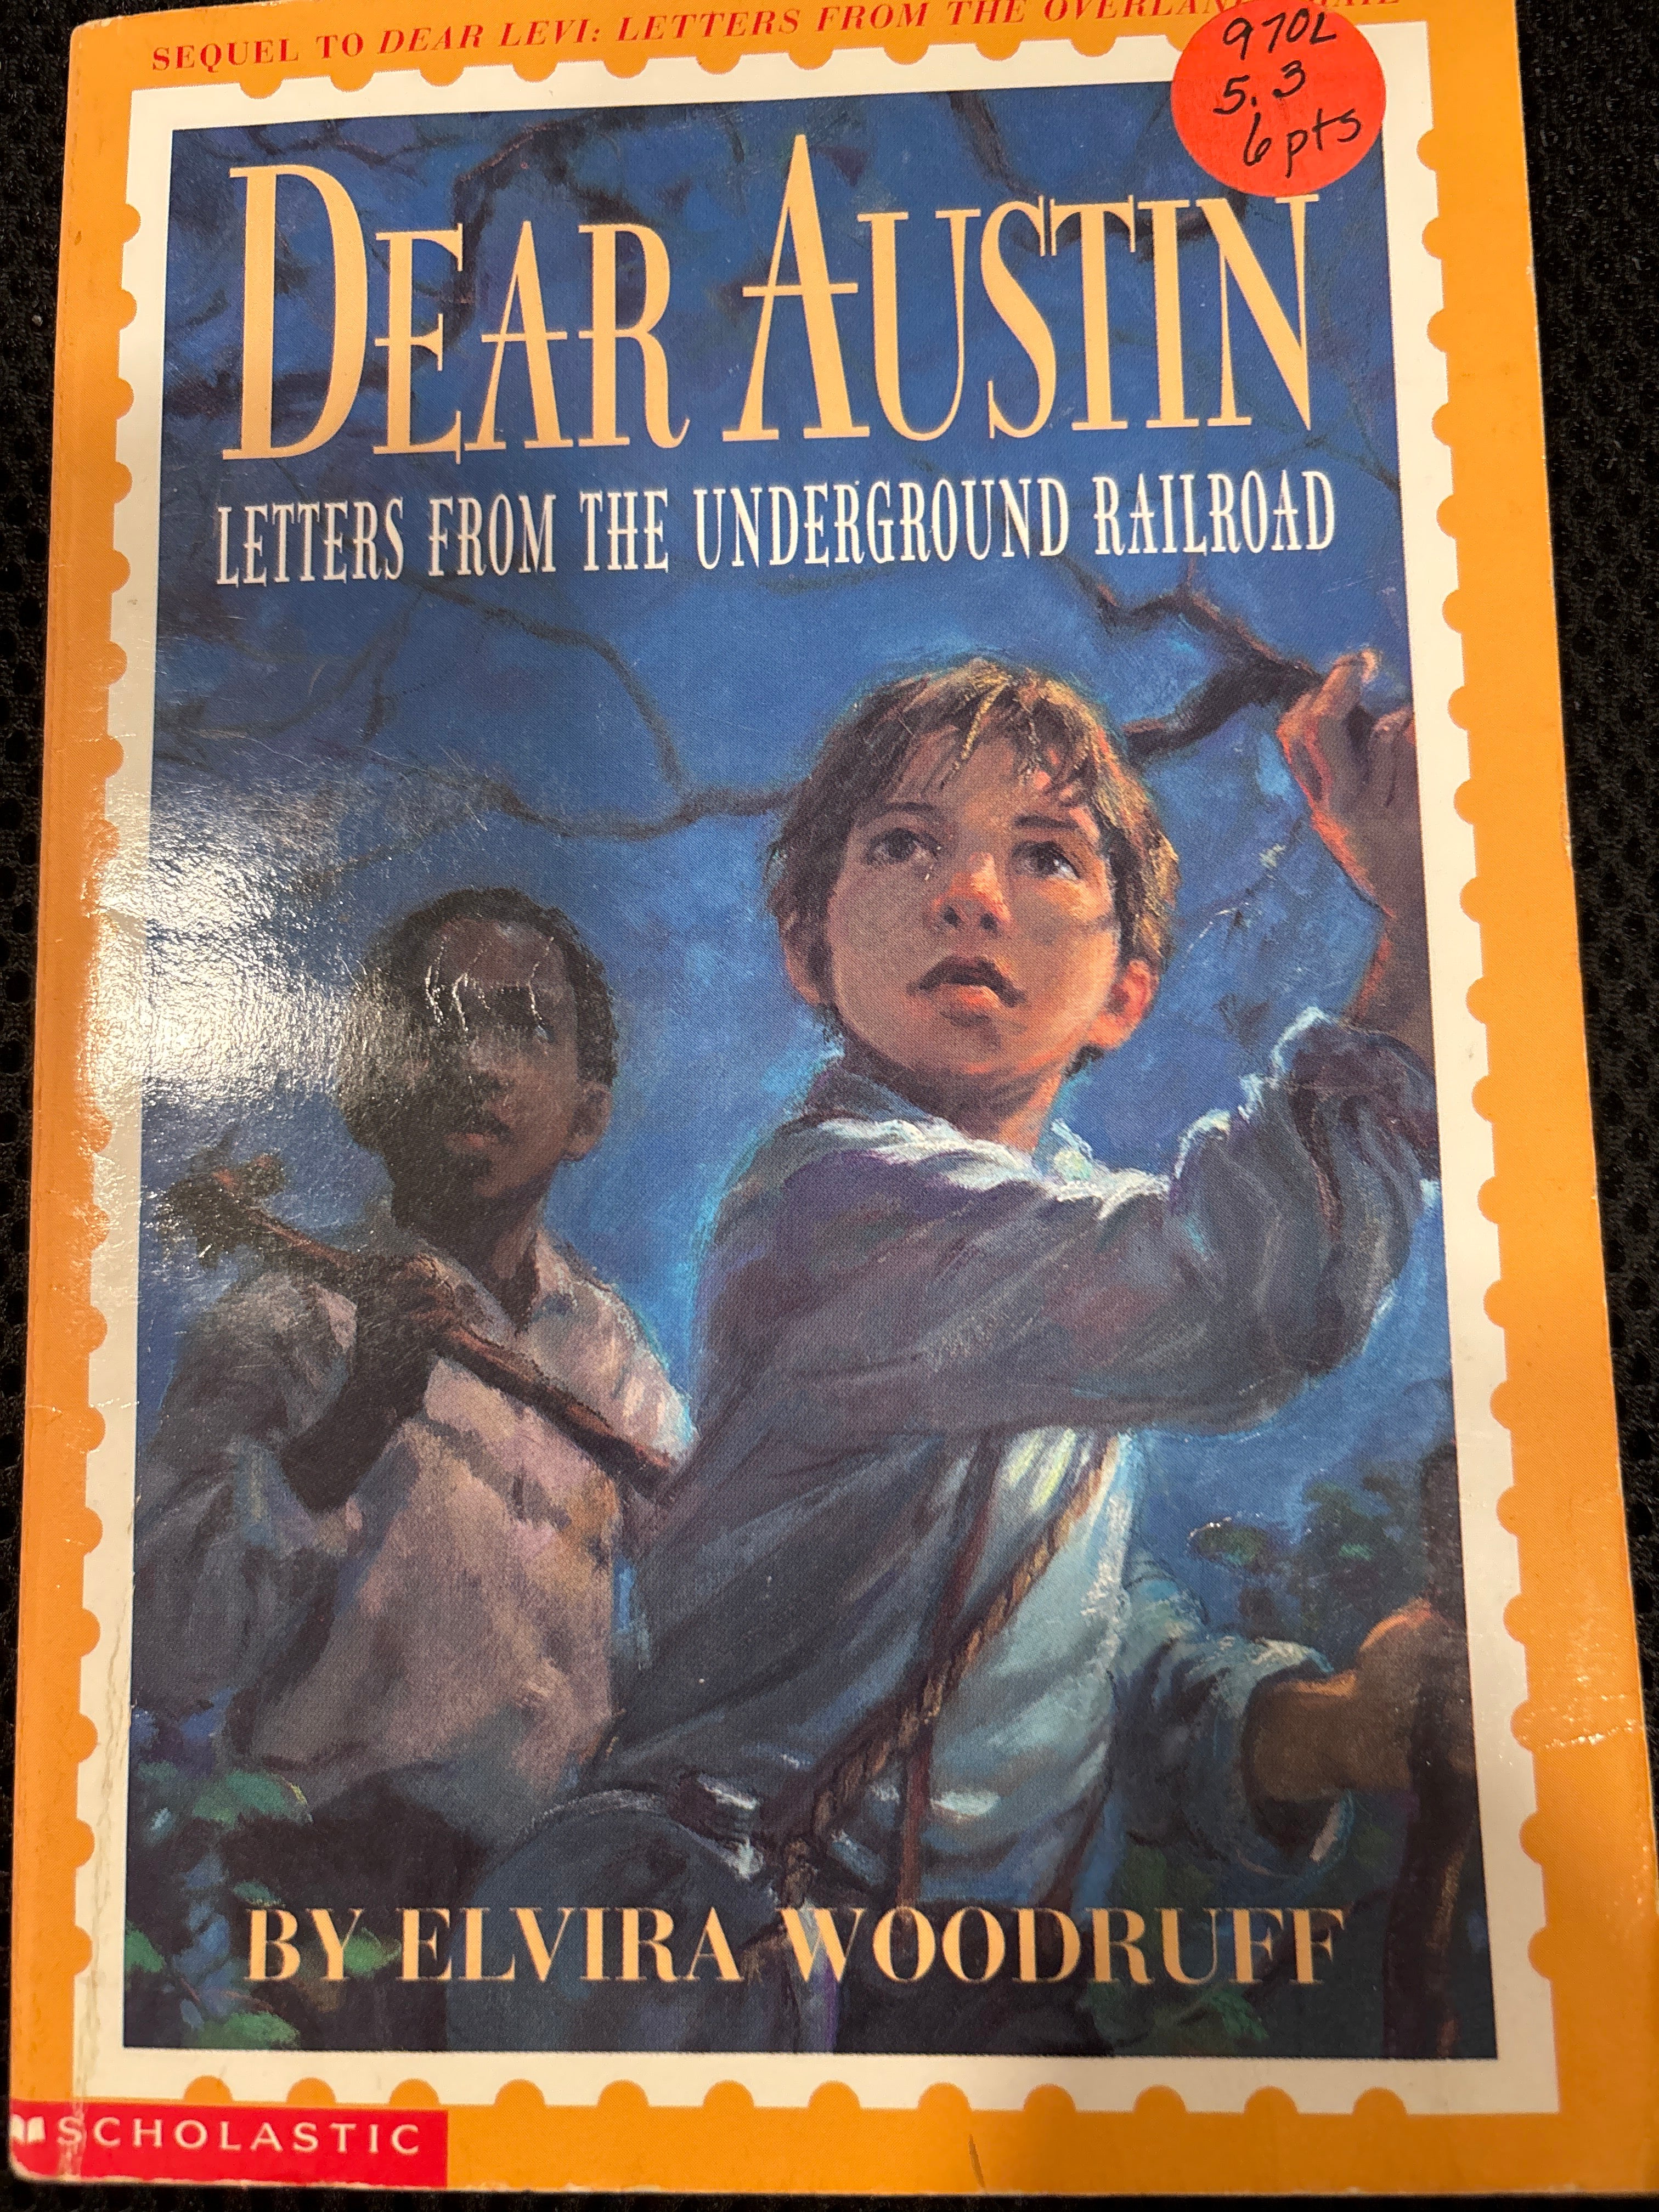 SEQUEL TO DEAR LEVI: LETTERS FROM THE OVERLAND
970L
5.3
6 pts
DEAR AUSTIN
LETTERS FROM THE UNDERGROUND RAILROAD
BY ELVIRA WOODRUFF
SCHOLASTIC